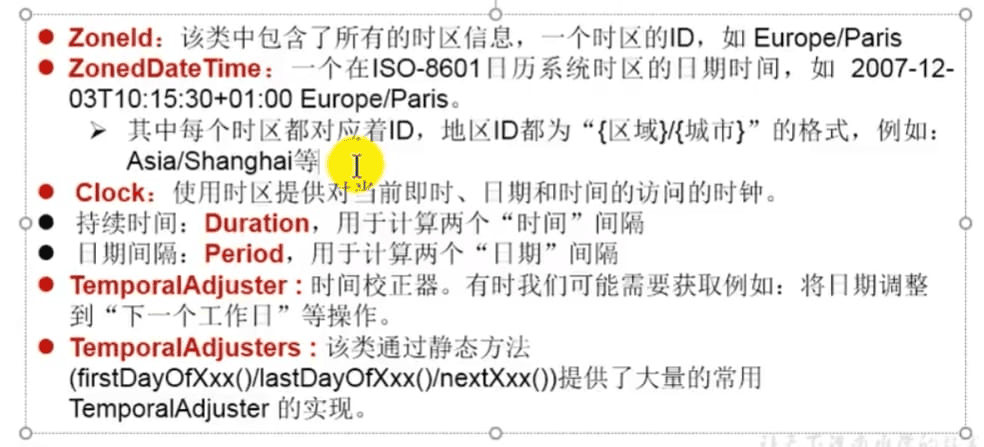 ● ZoneId：该类中包含了所有的时区信息，一个时区的ID，如 Europe/Paris
● ZonedDateTime：一个在ISO-8601日历系统时区的日期时间，如 2007-12-
03T10:15:30+01:00 Europe/Paris。
➢ 其中每个时区都对应着ID，地区ID都为“{区域}/{城市}”的格式，例如：
Asia/Shanghai等
● Clock：使用时区提供对当前即时、日期和时间的访问的时钟。
● 持续时间：Duration，用于计算两个“时间”间隔
● 日期间隔：Period，用于计算两个“日期”间隔
● TemporalAdjuster : 时间校正器。有时我们可能需要获取例如：将日期调整
到“下一个工作日”等操作。
● TemporalAdjusters : 该类通过静态方法
(firstDayOfXxx()/lastDayOfXxx()/nextXxx())提供了大量的常用
TemporalAdjuster 的实现。